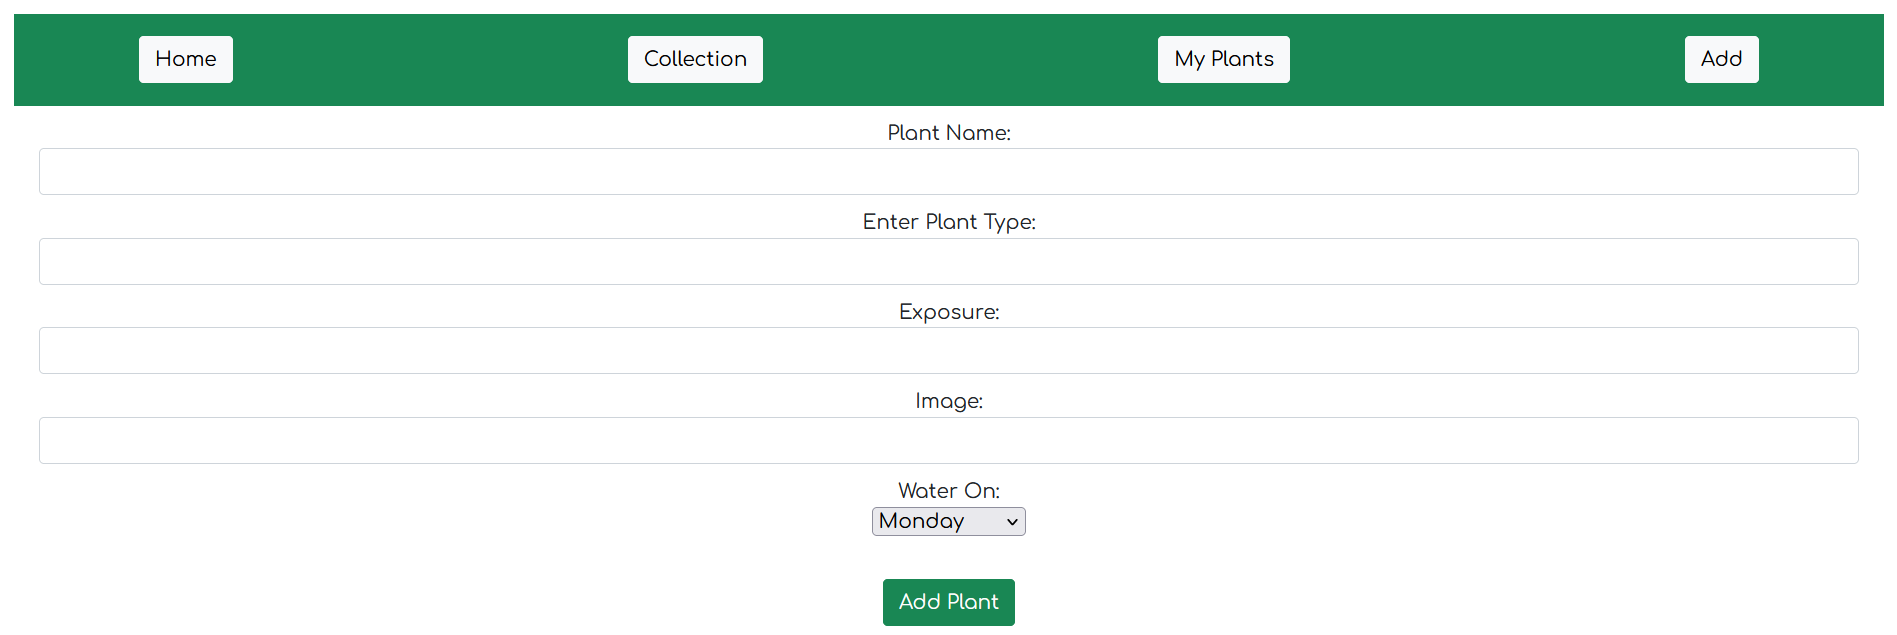 Home Collection My Plants Add
Plant Name:
Enter Plant Type:
Exposure:
Image:
Water On:
Monday
Add Plant